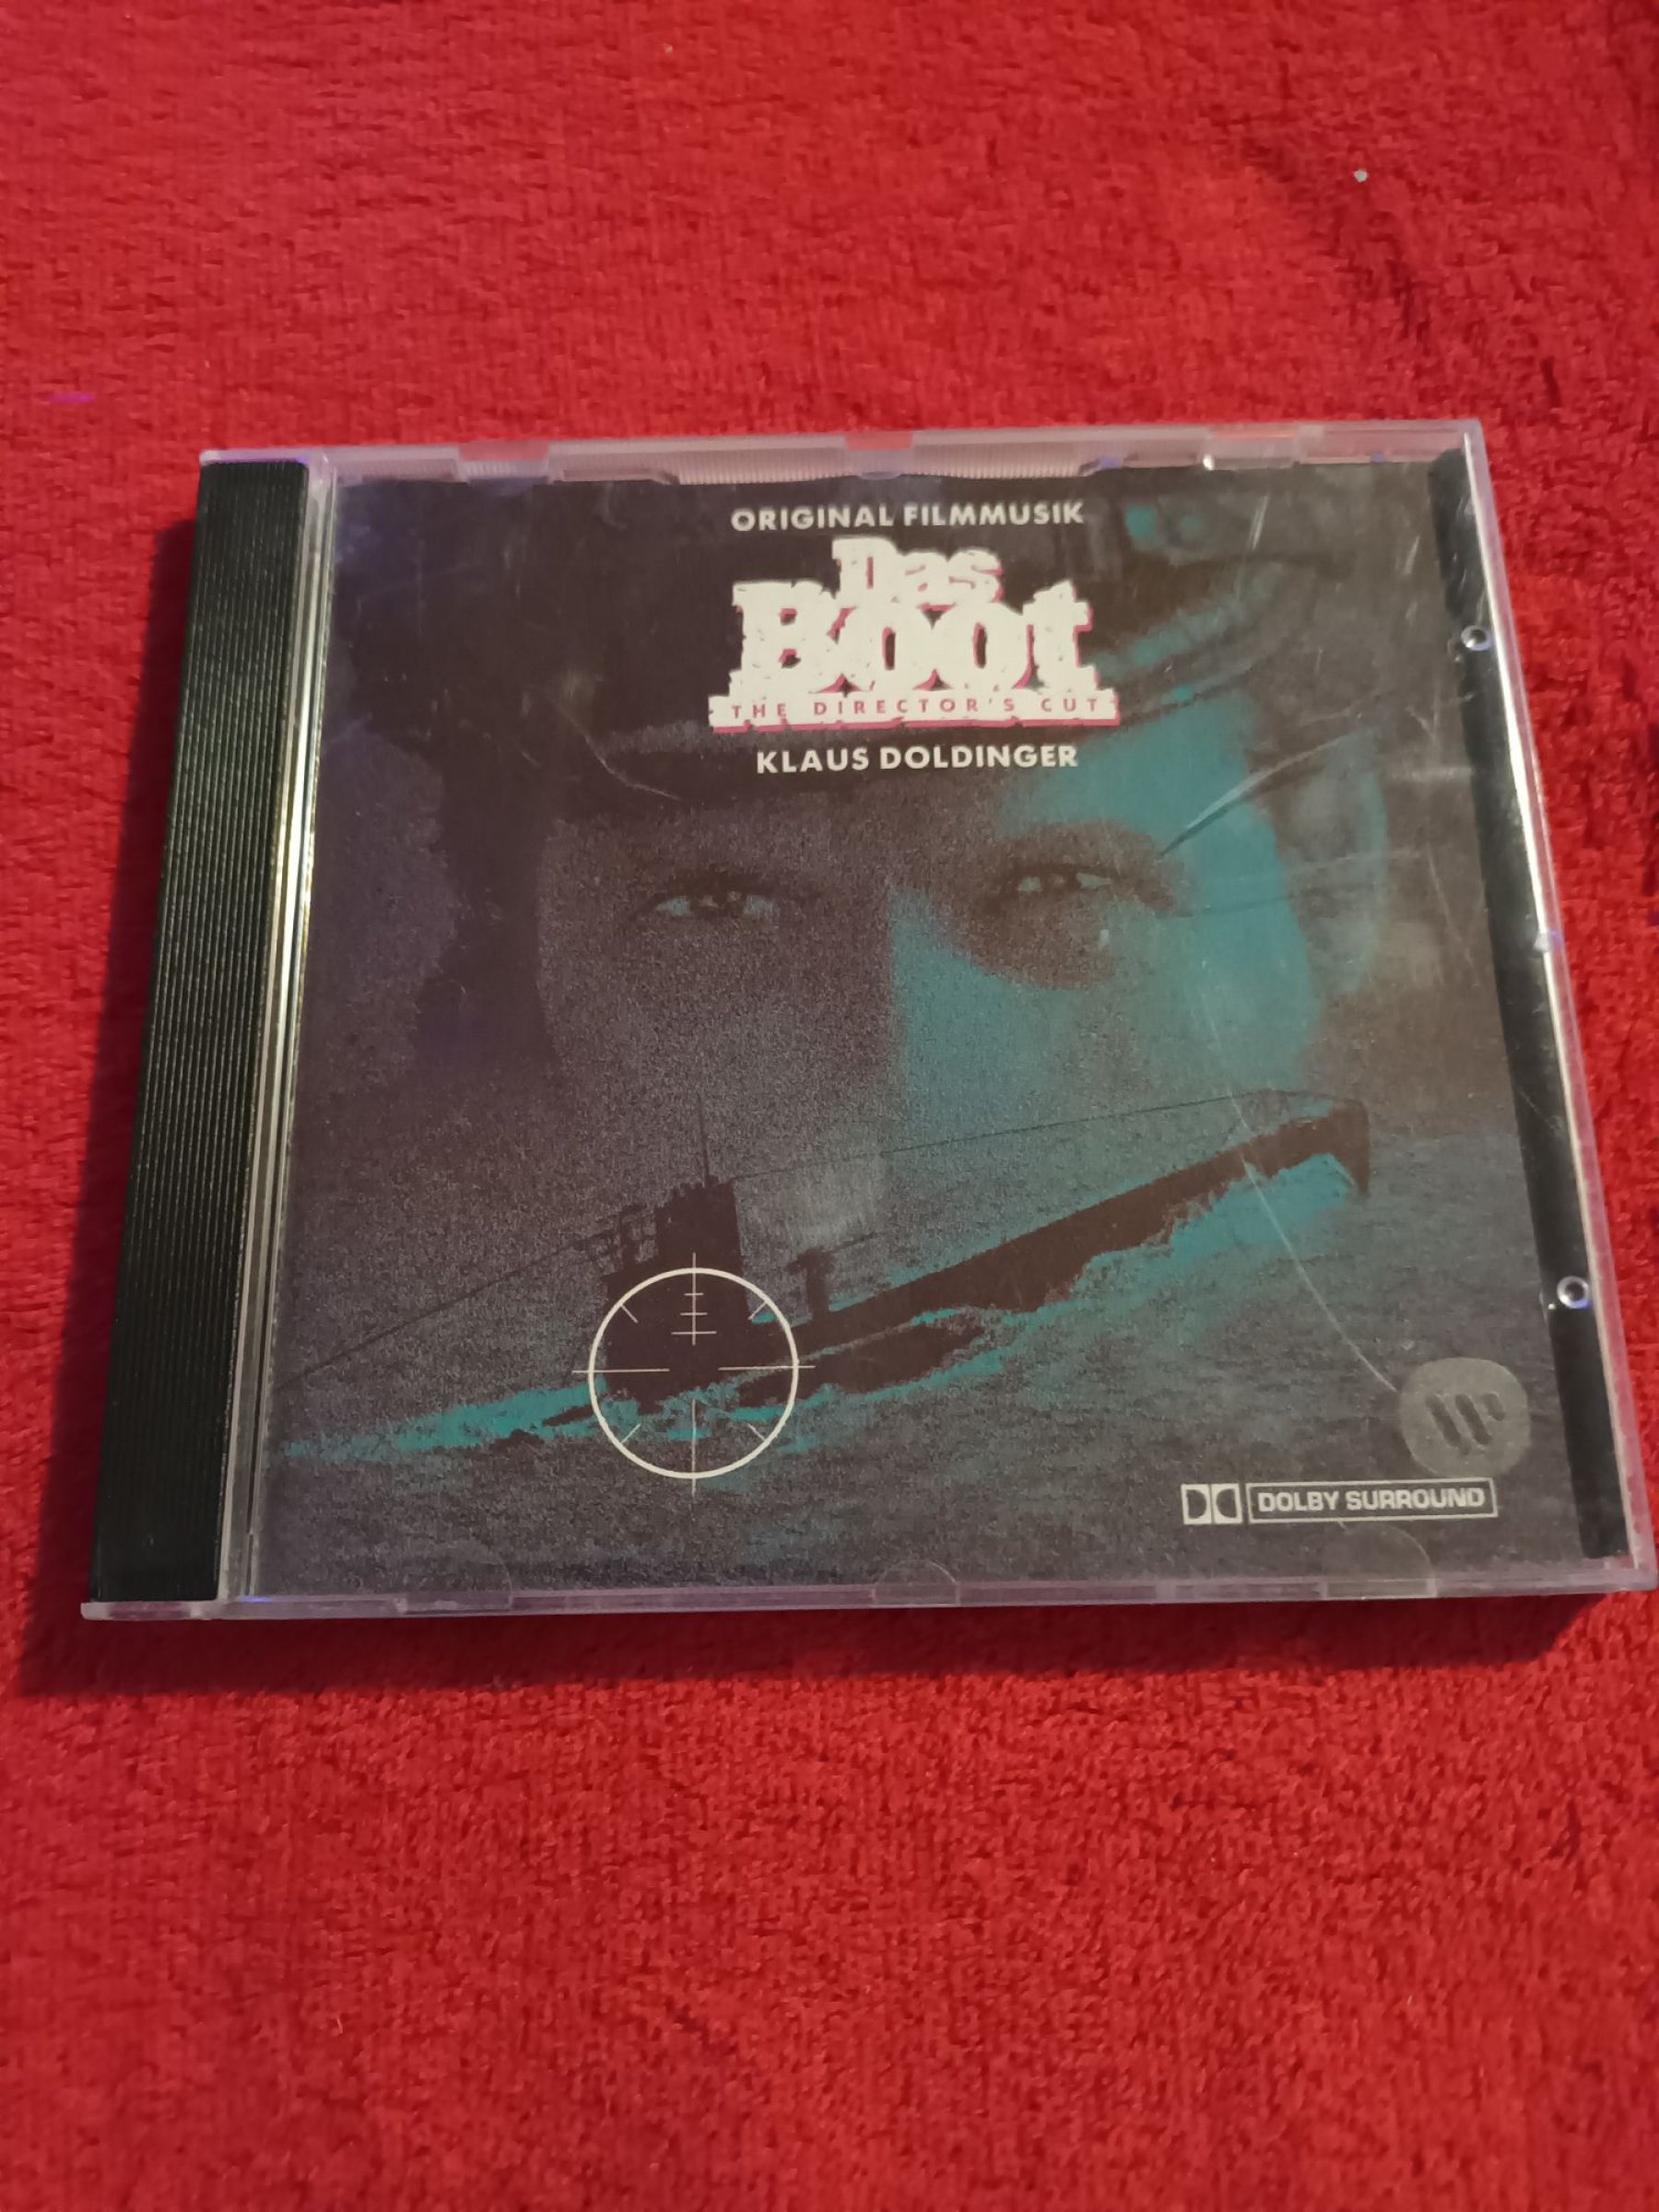 ORIGINAL FILMMUSIK
Das
Boot
THE DIRECTOR'S CUT
KLAUS DOLDINGER
DOLBY SURROUND